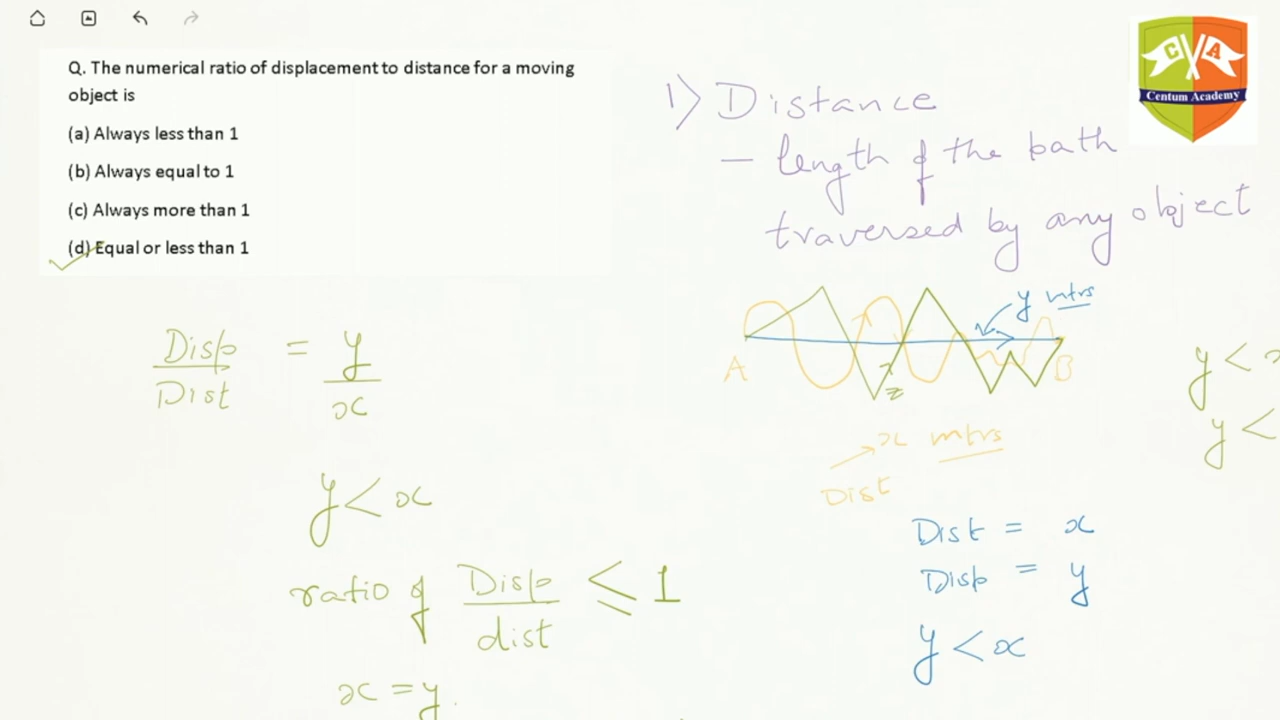 Q. The numerical ratio of displacement to distance for a moving
object is
(a) Always less than 1
(b) Always equal to 1
(c) Always more than 1
(d) Equal or less than 1
C A
Centum Academy
1) Distance
- length of the path
traversed by any object
y mtrs
A
B
z
x mtrs
Dist
Disp = y
Dist x
y < x
ratio of Disp ≤ 1
dist
x = y
Dist = x
Disp = y
y < x
y <
y <